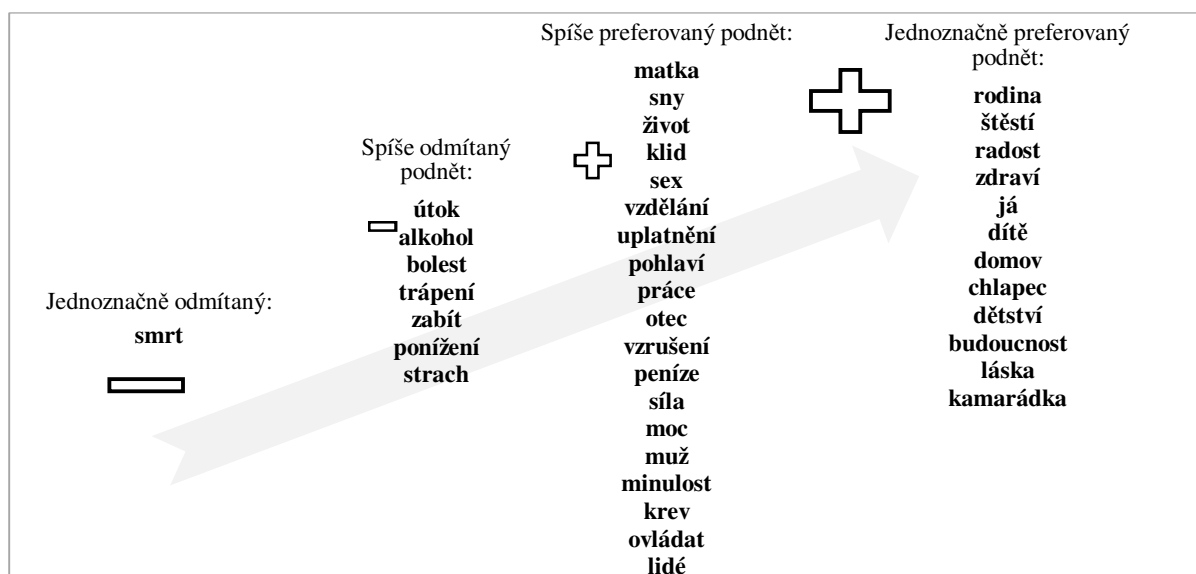 Jednoznačně odmítaný:
smrt
Spíše odmítaný
podnět:
útok
alkohol
bolest
trápení
zabít
ponížení
strach
Spíše preferovaný podnět:
matka
sny
život
klid
sex
vzdělání
uplatnění
pohlaví
práce
otec
vzrušení
peníze
síla
moc
muž
minulost
krev
ovládat
lidé
Jednoznačně preferovaný
podnět:
rodina
štěstí
radost
zdraví
já
dítě
domov
chlapec
dětství
budoucnost
láska
kamarádka